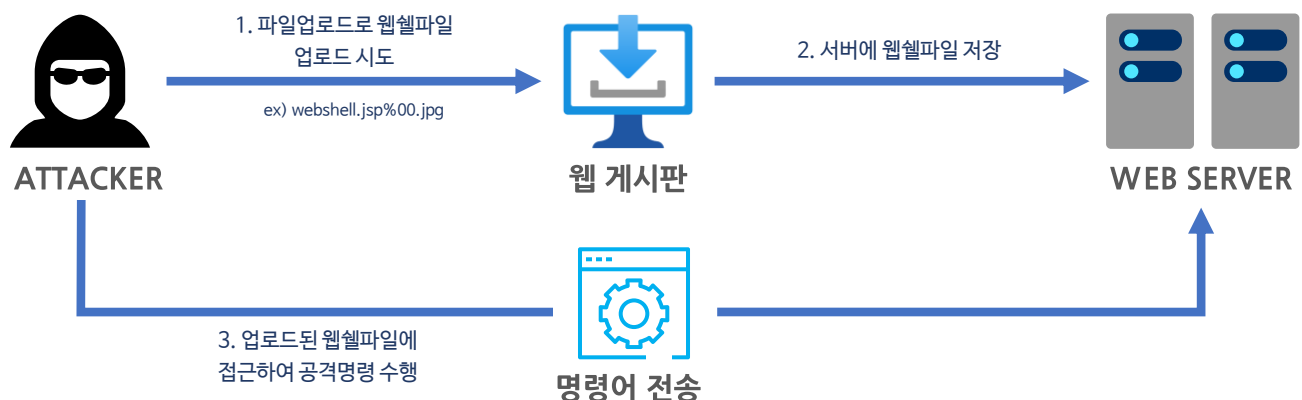 1. 파일업로드로 웹쉘파일
업로드 시도
ex) webshell.jsp%00.jpg
2. 서버에 웹쉘파일 저장
ATTACKER
웹 게시판
WEB SERVER
3. 업로드된 웹쉘파일에
접근하여 공격명령 수행
명령어 전송